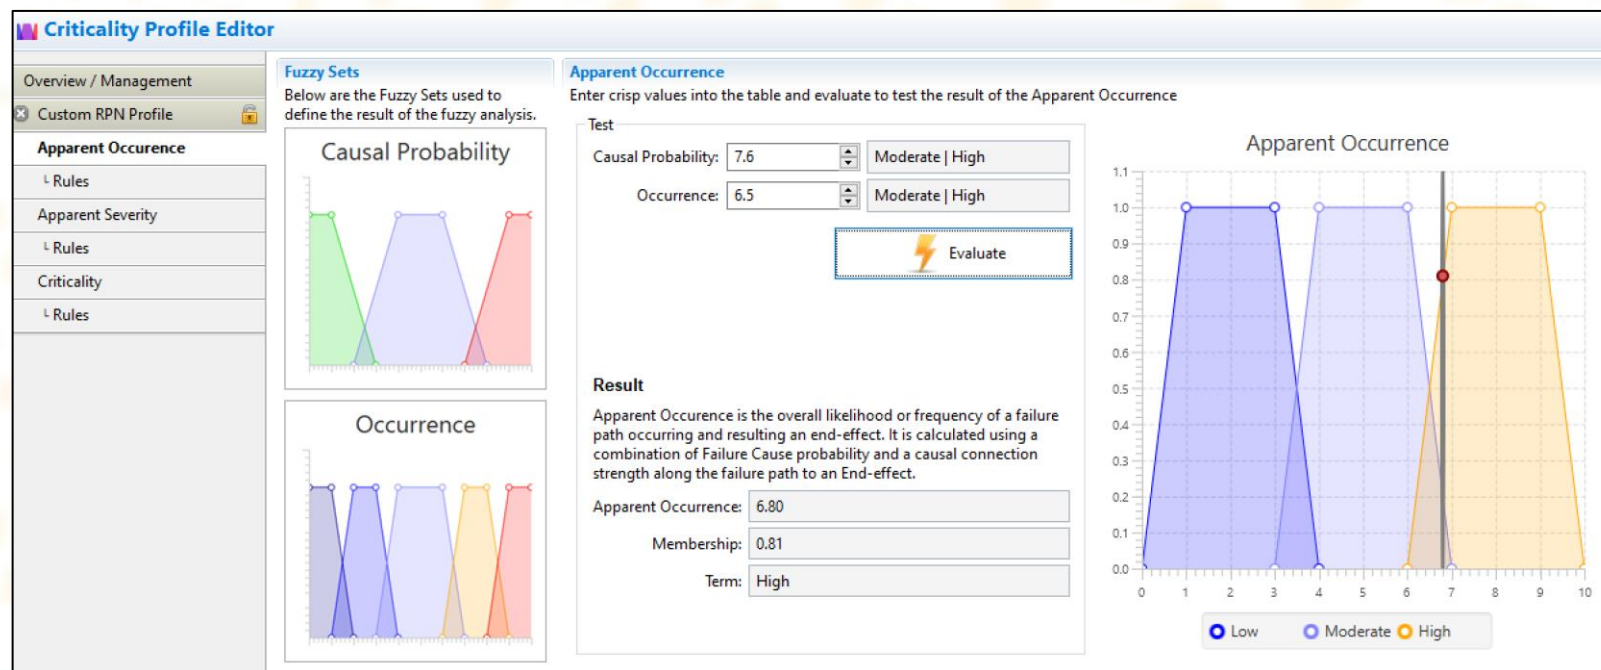 Criticality Profile Editor
Overview / Management
Custom RPN Profile
Apparent Occurence
Rules
Apparent Severity
Rules
Criticality
Rules
Fuzzy Sets
Below are the Fuzzy Sets used to
define the result of the fuzzy analysis.
Causal Probability
Occurrence
Apparent Occurrence
Enter crisp values into the table and evaluate to test the result of the Apparent Occurrence
Test
Causal Probability: 7.6 Moderate | High
Occurrence: 6.5 Moderate | High
Evaluate
Result
Apparent Occurence is the overall likelihood or frequency of a failure
path occurring and resulting an end-effect. It is calculated using a
combination of Failure Cause probability and a causal connection
strength along the failure path to an End-effect.
Apparent Occurrence: 6.80
Membership: 0.81
Term: High
Apparent Occurrence
1.1
1.0
0.9
0.8
0.7
0.6
0.5
0.4
0.3
0.2
0.1
0.0
0 1 2 3 4 5 6 7 8 9 10
Low Moderate High